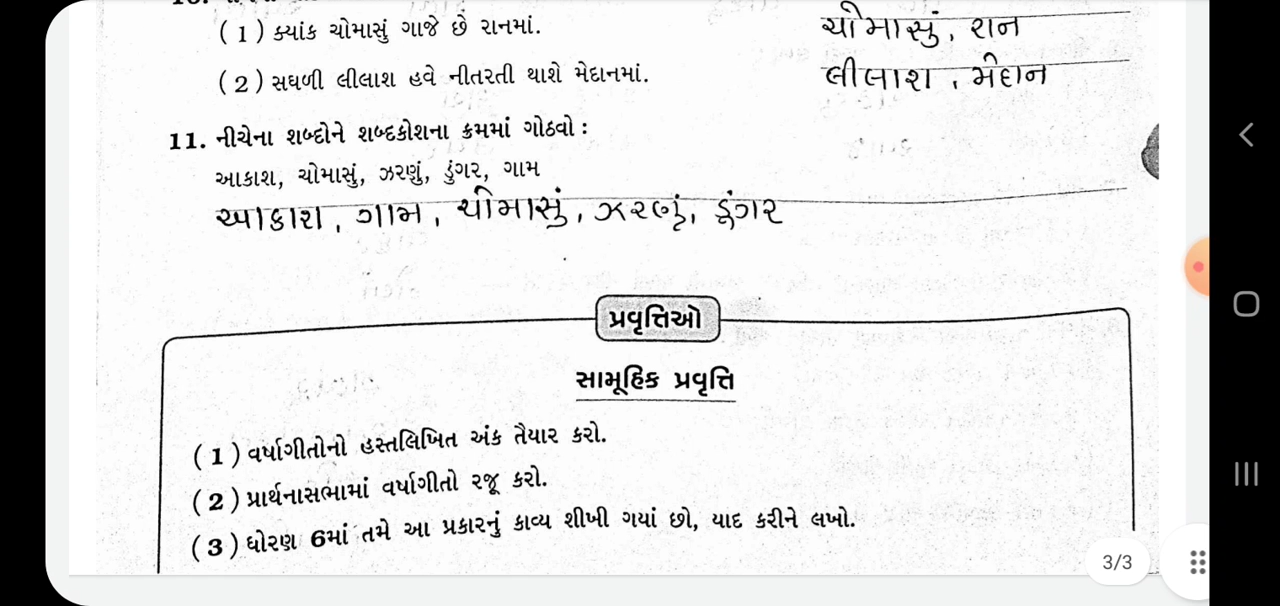 (1) ક્યાંક ચોમાસું ગાજે છે રાનમાં. ચોમાસું, રાન
(2) સઘળી લીલાશ હવે નીતરતી થાશે મેદાનમાં. લીલાશ, મેદાન
11. નીચેના શબ્દોને શબ્દકોશના ક્રમમાં ગોઠવો :
આકાશ, ચોમાસું, ઝરણું, ડુંગર, ગામ
આકાશ, ગામ, ચોમાસું, ઝરણું, ડૂંગર
પ્રવૃત્તિઓ
સામૂહિક પ્રવૃત્તિ
(1) વર્ષાગીતોનો હસ્તલિખિત અંક તૈયાર કરો.
(2) પ્રાર્થનાસભામાં વર્ષાગીતો રજૂ કરો.
(3) ધોરણ 6માં તમે આ પ્રકારનું કાવ્ય શીખી ગયાં છો, યાદ કરીને લખો.
3/3